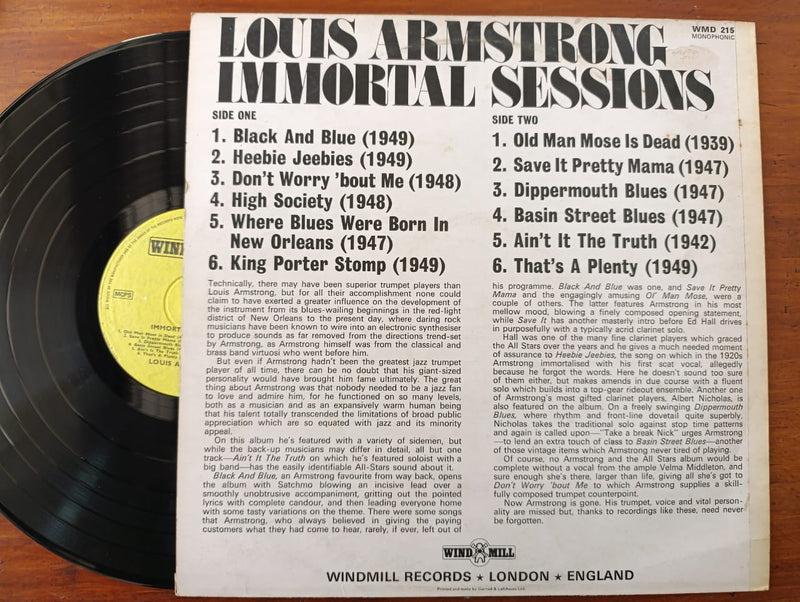 LOUIS ARMSTRONG
IMMORTAL SESSIONS
WMD 215
MONOPHONIC
SIDE ONE
1. Black And Blue (1949)
2. Heebie Jeebies (1949)
3. Don't Worry 'bout Me (1948)
4. High Society (1948)
5. Where Blues Were Born In
New Orleans (1947)
6. King Porter Stomp (1949)
Technically, there may have been superior trumpet players than
Louis Armstrong, but for all their accomplishment none could
claim to have exerted a greater influence on the development of
the instrument from its blues-wailing beginnings in the red-light
district of New Orleans to the present day, where daring rock
musicians have been known to wire into an electronic synthesiser
to produce sounds as far removed from the directions trend-set
by Armstrong, as Armstrong himself was from the classical and
brass band virtuosi who went before him.
But even if Armstrong hadn't been the greatest jazz trumpet
player of all time, there can be no doubt that his giant-sized
personality would have brought him fame ultimately. The great
thing about Armstrong was that nobody needed to be a jazz fan
to love and admire him, for he functioned on so many levels,
both as a musician and as an expansively warm human being
that his talent totally transcended the limitations of broad public
appreciation which are so equated with jazz and its minority
appeal.
On this album he's featured with a variety of sidemen, but
while the back-up musicians may differ in detail, all but one
track—Ain't It The Truth on which he's featured soloist with a
big band—has the easily identifiable All-Stars sound about it.
Black And Blue, an Armstrong favourite from way back, opens
the album with Satchmo blowing an incisive lead over a
smoothly unobtrusive accompaniment, gritting out the pointed
lyrics with complete candour, and then leading everyone home
with some tasty variations on the theme. There were some songs
that Armstrong, who always believed in giving the paying
customers what they had come to hear, rarely, if ever, left out of
SIDE TWO
1. Old Man Mose Is Dead (1939)
2. Save It Pretty Mama (1947)
3. Dippermouth Blues (1947)
4. Basin Street Blues (1947)
5. Ain't It The Truth (1942)
6. That's A Plenty (1949)
his programme. Black And Blue was one, and Save It Pretty
Mama and the engagingly amusing Ol' Man Mose, were a
couple of others. The latter features Armstrong in his most
mellow mood, blowing a finely composed opening statement,
while Save It has another masterly intro before Ed Hall drives
in purposefully with a typically acid clarinet solo.
Hall was one of the many fine clarinet players which graced
the All Stars over the years and he gives a much needed moment
of assurance to Heebie Jeebies, the song on which in the 1920s
Armstrong immortalised with his first scat vocal, allegedly
because he forgot the words. Here he doesn't sound too sure
of them either, but makes amends in due course with a fluent
solo which builds into a top-gear rideout ensemble. Another one
of Armstrong's most gifted clarinet players, Albert Nicholas, is
also featured on the album. On a freely swinging Dippermouth
Blues, where rhythm and front-line dovetail quite superbly.
Nicholas takes the traditional solo against stop time patterns
and again is called upon—"Take a break Nick" urges Armstrong
—to lend an extra touch of class to Basin Street Blues—another
of those vintage items which Armstrong never tired of playing.
Of course, no Armstrong and the All Stars album would be
complete without a vocal from the ample Velma Middleton, and
sure enough she's there, larger than life, giving all she's got to
Don't Worry 'bout Me to which Armstrong supplies a skill-
fully composed trumpet counterpoint.
Now Armstrong is gone. His trumpet, voice and vital person-
ality are missed but, thanks to recordings like these, need never
be forgotten.
WIND MILL
WINDMILL RECORDS ★ LONDON ★ ENGLAND
Printed and made by Garrod & Lofthouse Ltd.
WIND
MCPS
IMMORT
LOUIS A